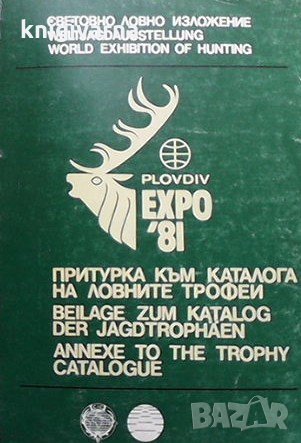 СВЕТОВНО ЛОВНО ИЗЛОЖЕНИЕ
WELTJAGDAUSSTELLUNG
WORLD EXHIBITION OF HUNTING
PLOVDIV
EXPO
'81
ПРИТУРКА КЪМ КАТАЛОГА
НА ЛОВНИТЕ ТРОФЕИ
BEILAGE ZUM KATALOG
DER JAGDTROPHÄEN
ANNEXE TO THE TROPHY
CATALOGUE
BAZAR